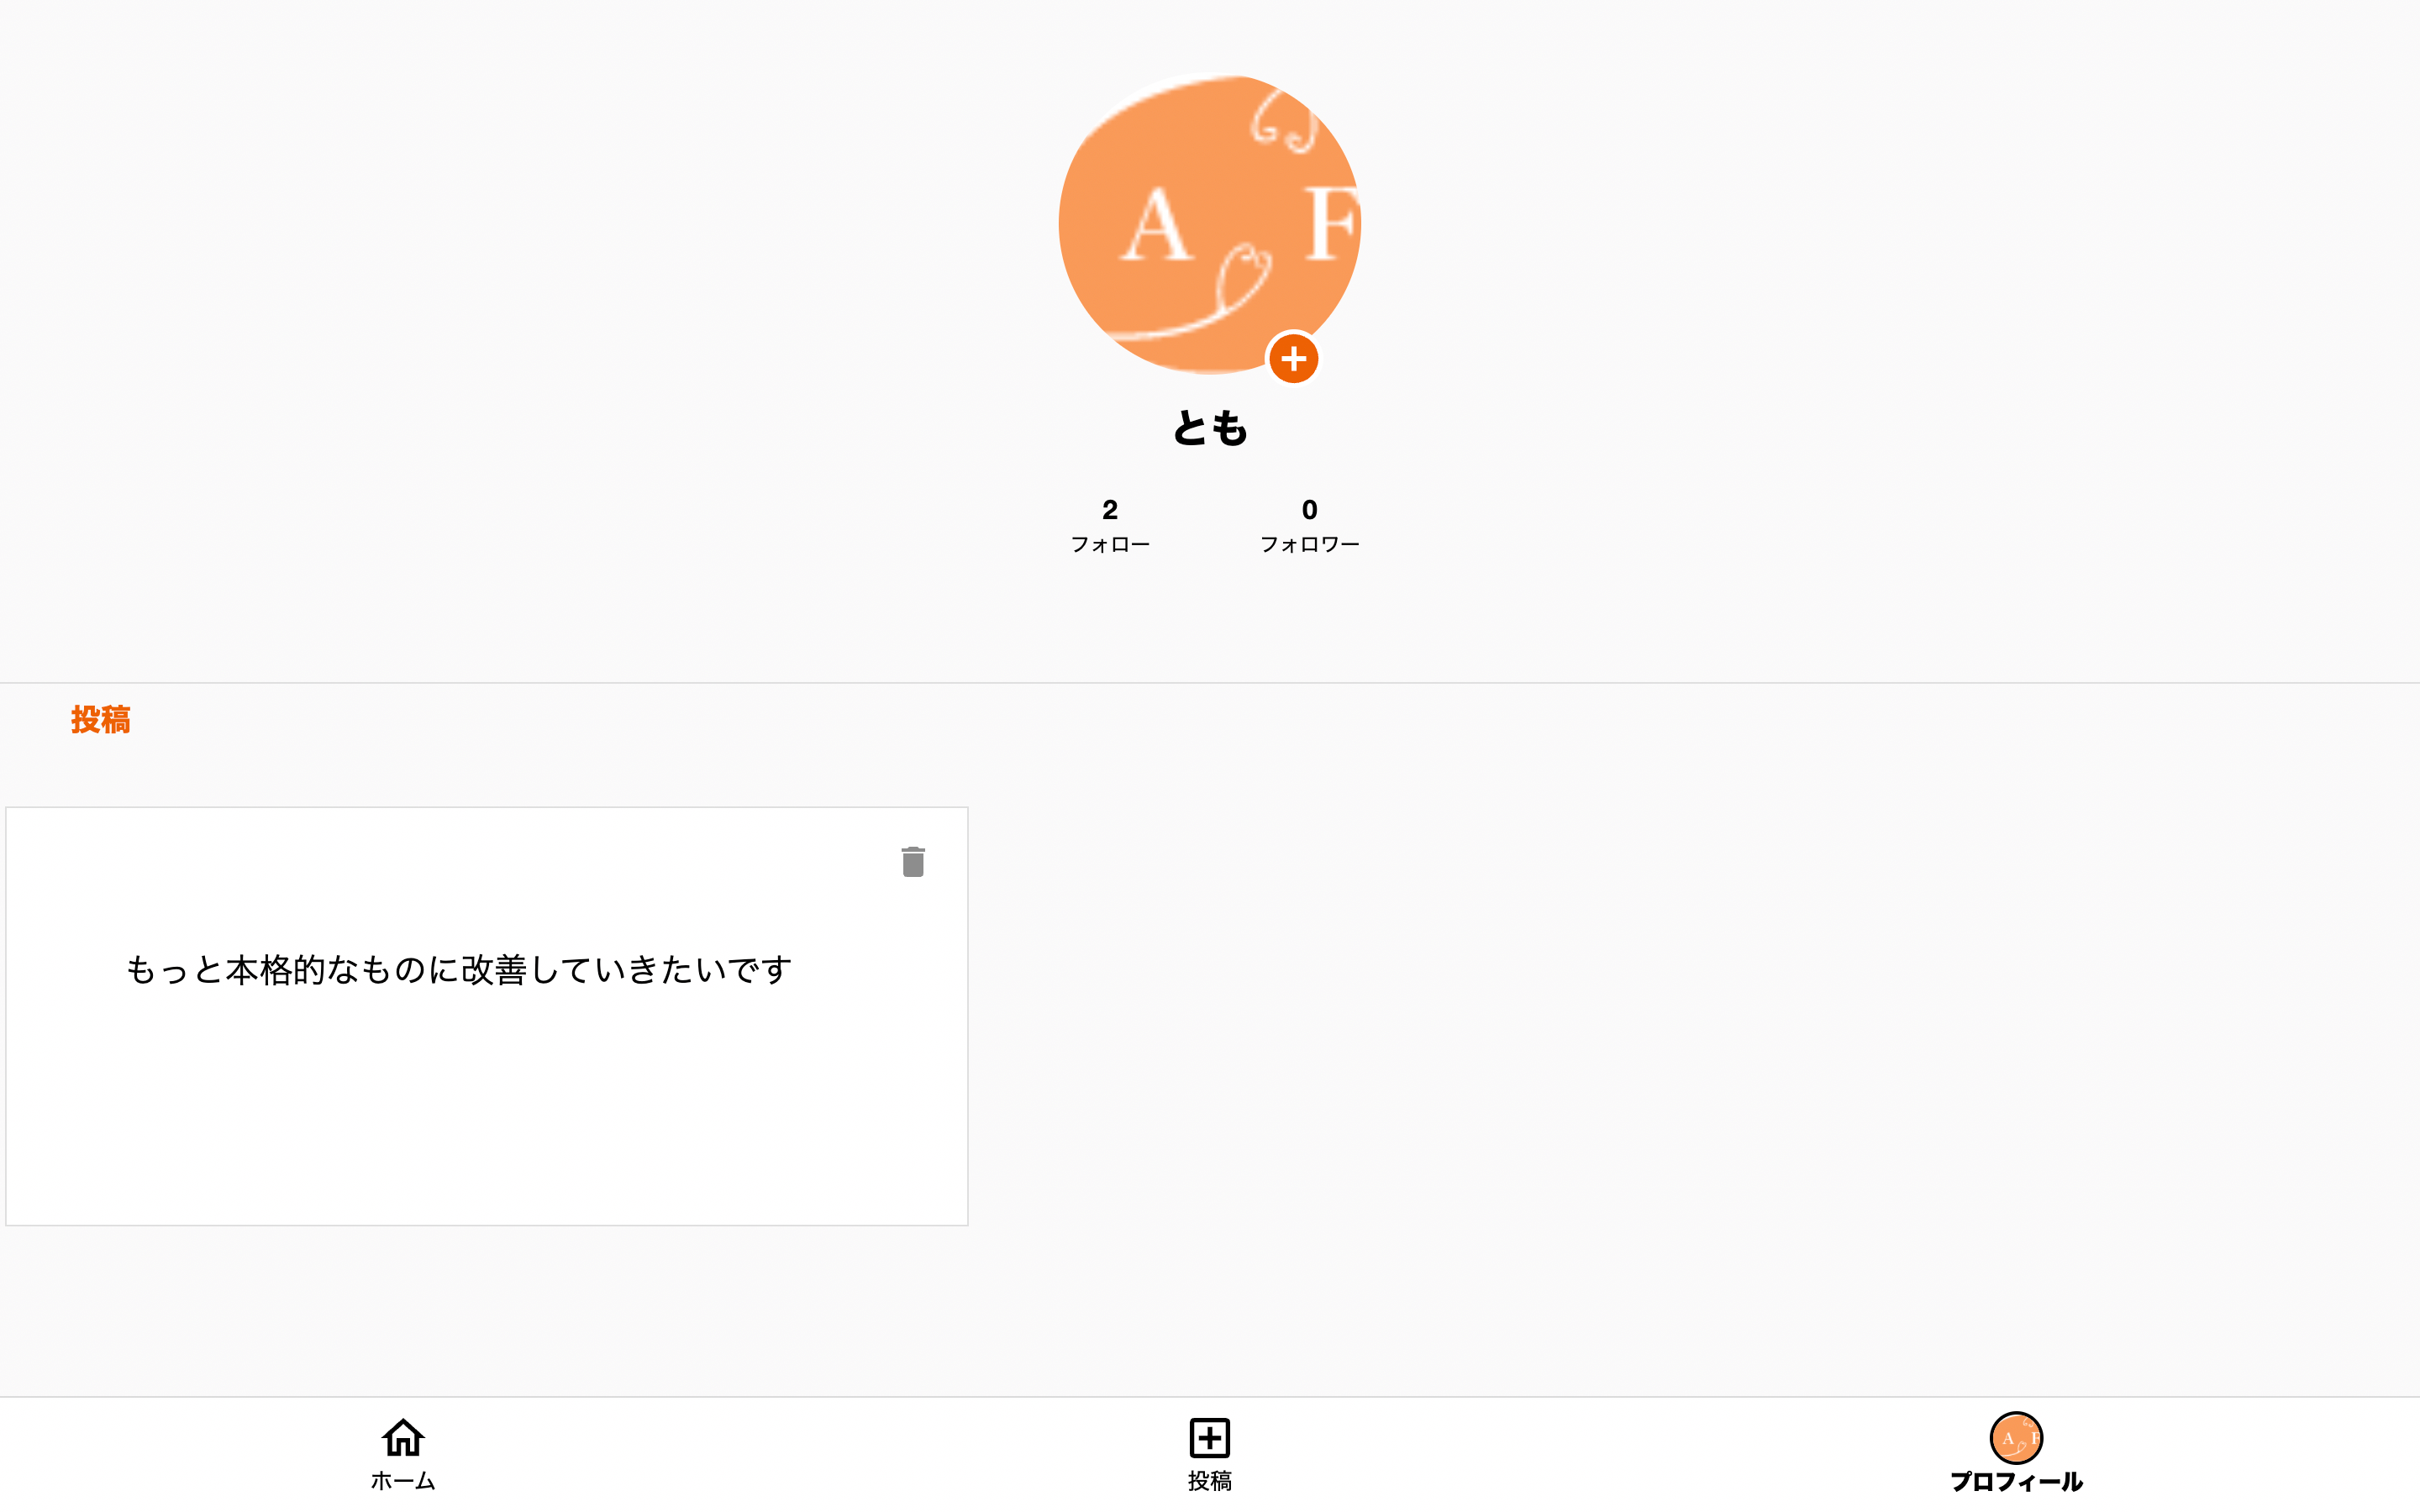 A F
とも
2 0
フォロー フォロワー
投稿
もっと本格的なものに改善していきたいです
A F
ホーム 投稿 プロフィール